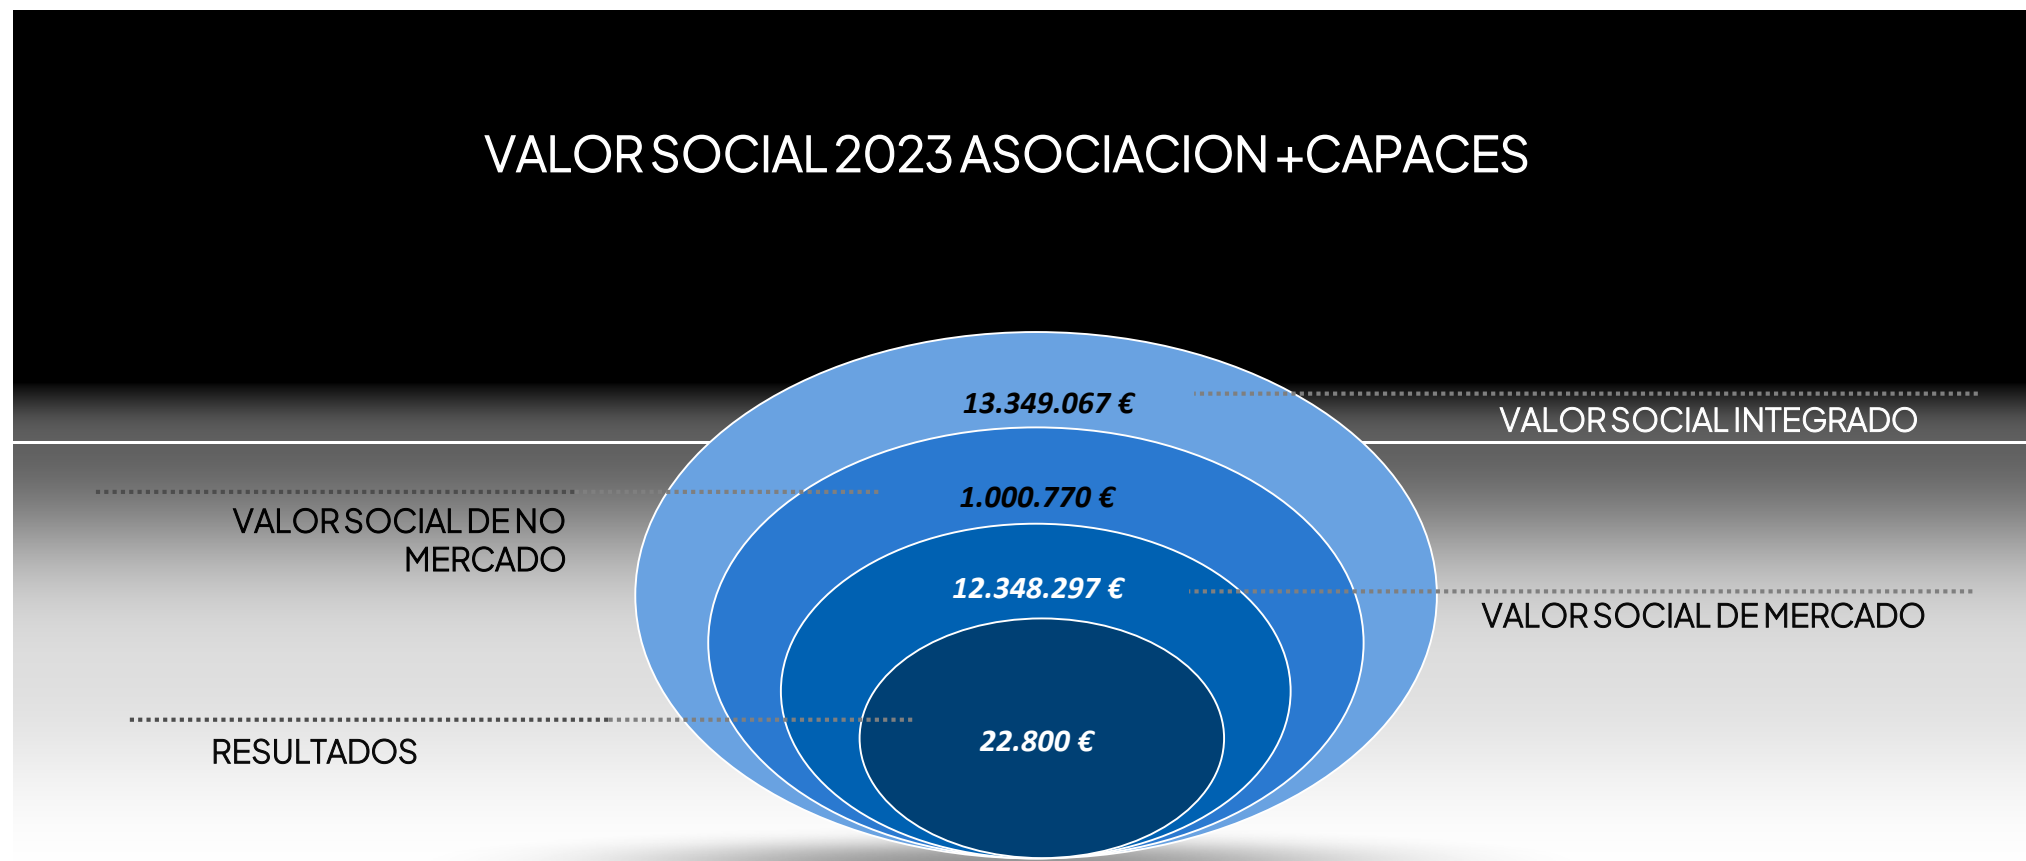 VALOR SOCIAL 2023 ASOCIACION +CAPACES
13.349.067 €
VALOR SOCIAL INTEGRADO
1.000.770 €
VALOR SOCIAL DE NO
MERCADO
12.348.297 €
VALOR SOCIAL DE MERCADO
22.800 €
RESULTADOS